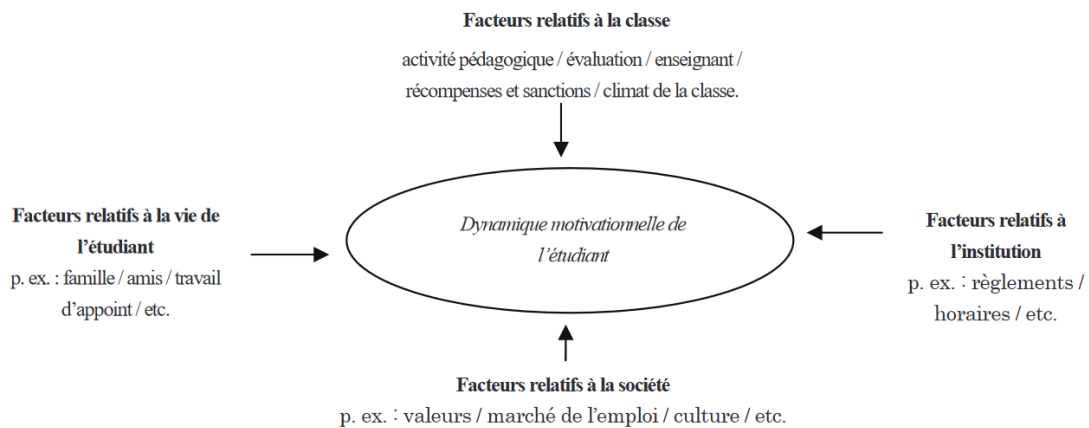 Facteurs relatifs à la classe
activité pédagogique / évaluation / enseignant /
récompenses et sanctions / climat de la classe.
Facteurs relatifs à la vie de
l’étudiant
p. ex. : famille / amis / travail
d’appoint / etc.
Dynamique motivationnelle de
l’étudiant
Facteurs relatifs à
l’institution
p. ex. : règlements /
horaires / etc.
Facteurs relatifs à la société
p. ex. : valeurs / marché de l’emploi / culture / etc.